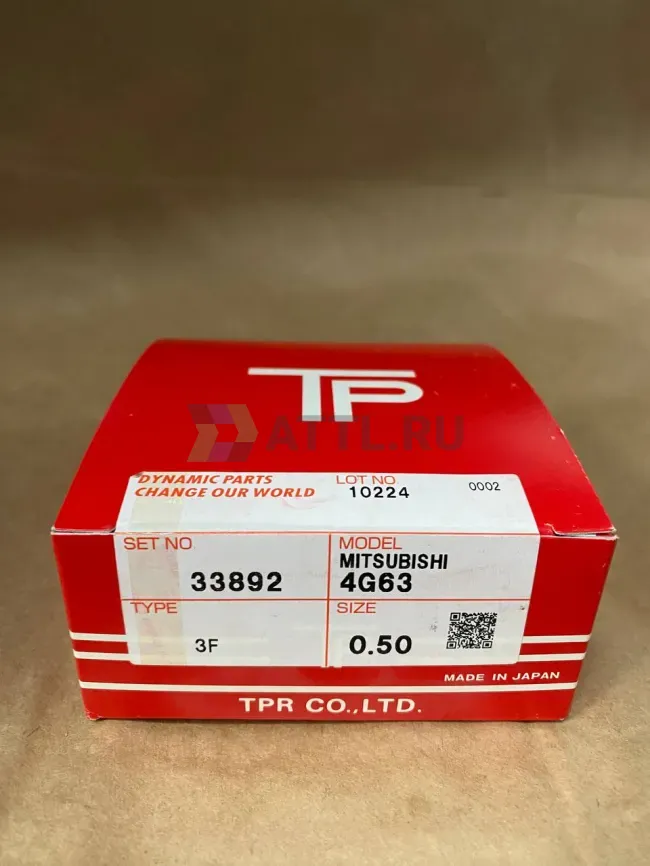 TP
ATTL.RU
DYNAMIC PARTS
CHANGE OUR WORLD
LOT NO.
10224
0002
SET NO.
33892
MODEL
MITSUBISHI
4G63
TYPE
3F
SIZE
0.50
MADE IN JAPAN
TPR CO.,LTD.